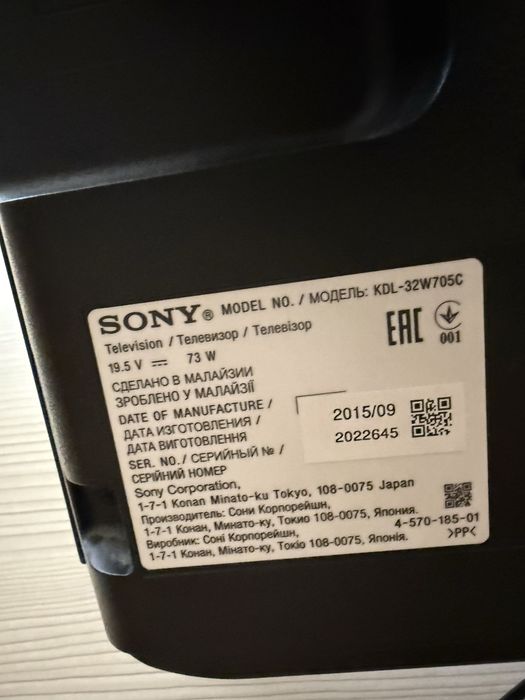 SONY® MODEL NO. / МОДЕЛЬ: KDL-32W705C
Television / Телевизор / Телевізор
19.5 V ⎓ 73 W
EAC
001
СДЕЛАНО В МАЛАЙЗИИ
ЗРОБЛЕНО У МАЛАЙЗІЇ
DATE OF MANUFACTURE /
ДАТА ИЗГОТОВЛЕНИЯ /
ДАТА ВИГОТОВЛЕННЯ
2015/09
SER. NO. / СЕРИЙНЫЙ № /
СЕРІЙНИЙ НОМЕР
2022645
Sony Corporation,
1-7-1 Konan Minato-ku Tokyo, 108-0075 Japan
Производитель: Сони Корпорейшн,
1-7-1 Конан, Минато-ку, Токио 108-0075, Япония.
Виробник: Соні Корпорейшн,
1-7-1 Конан, Мінато-ку, Токіо 108-0075, Японія.
4-570-185-01
>PP<